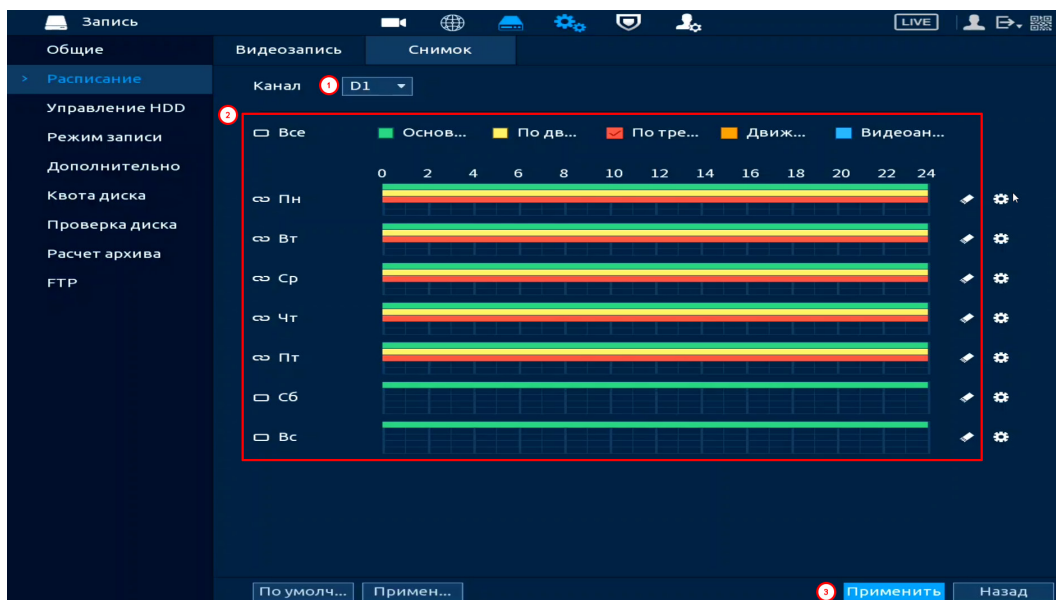 Запись LIVE
Общие
Расписание
Управление HDD
Режим записи
Дополнительно
Квота диска
Проверка диска
Расчет архива
FTP
Видеозапись Снимок
Канал 1 D1
2
Все Основ... По дв... По тре... Движ... Видеоан...
0 2 4 6 8 10 12 14 16 18 20 22 24
Пн
Вт
Ср
Чт
Пт
Сб
Вс
По умолч... Примен... 3 Применить Назад